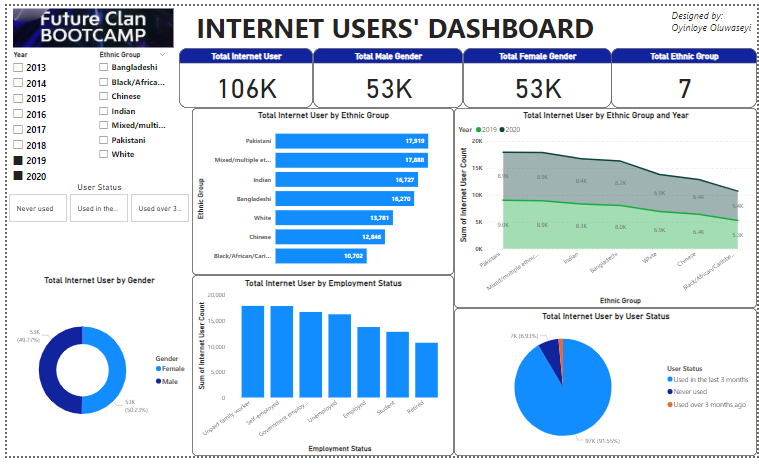 Future Clan
BOOTCAMP
INTERNET USERS' DASHBOARD
Designed by:
Oyinloye Oluwaseyi
Year
2013
2014
2015
2016
2017
2018
2019
2020
Ethnic Group
Bangladeshi
Black/Africa...
Chinese
Indian
Mixed/multi...
Pakistani
White
User Status
Never used
Used in the...
Used over 3...
Total Internet User
106K
Total Male Gender
53K
Total Female Gender
53K
Total Ethnic Group
7
Total Internet User by Ethnic Group
Ethnic Group
Pakistani 17,919
Mixed/multiple et... 17,888
Indian 16,727
Bangladeshi 16,270
White 13,781
Chinese 12,846
Black/African/Cari... 10,702
Total Internet User by Ethnic Group and Year
Year 2019 2020
Sum of Internet User Count
20K
15K
10K
5K
0K
8.9K 8.9K 8.4K 8.2K 6.9K 6.4K 5.4K
9.0K 8.9K 8.3K 8.0K 6.9K 6.4K 5.3K
Pakistani
Mixed/multiple ethnic...
Indian
Bangladeshi
White
Chinese
Black/African/Caribbe...
Ethnic Group
Total Internet User by Gender
53K
(49.77%)
53K
(50.23%)
Gender
Female
Male
Total Internet User by Employment Status
Sum of Internet User Count
20,000
15,000
10,000
5,000
0
Unpaid family worker
Self-employed
Government employ...
Unemployed
Employed
Student
Retired
Employment Status
Total Internet User by User Status
7K (6.93%)
97K (91.55%)
User Status
Used in the last 3 months
Never used
Used over 3 months ago